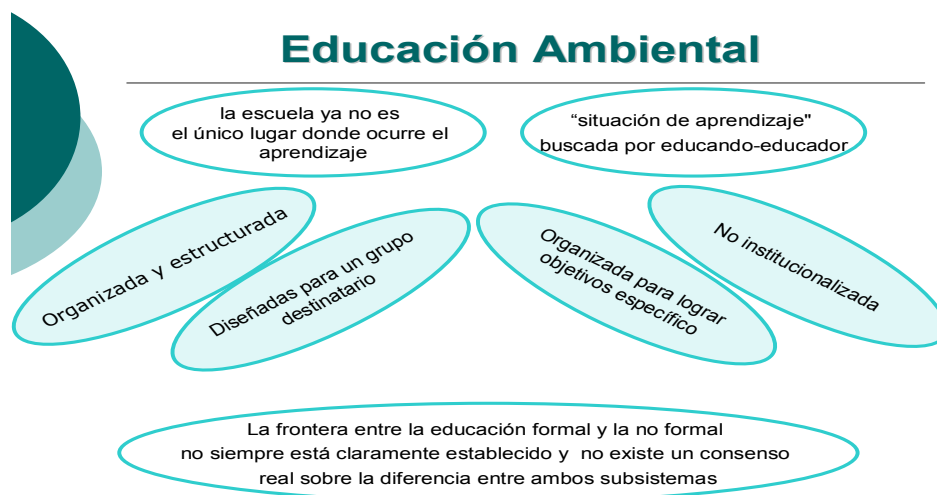 Educación Ambiental
la escuela ya no es
el único lugar donde ocurre el
aprendizaje
“situación de aprendizaje"
buscada por educando-educador
Organizada y estructurada
Diseñadas para un grupo
destinatario
Organizada para lograr
objetivos específico
No institucionalizada
La frontera entre la educación formal y la no formal
no siempre está claramente establecido y no existe un consenso
real sobre la diferencia entre ambos subsistemas